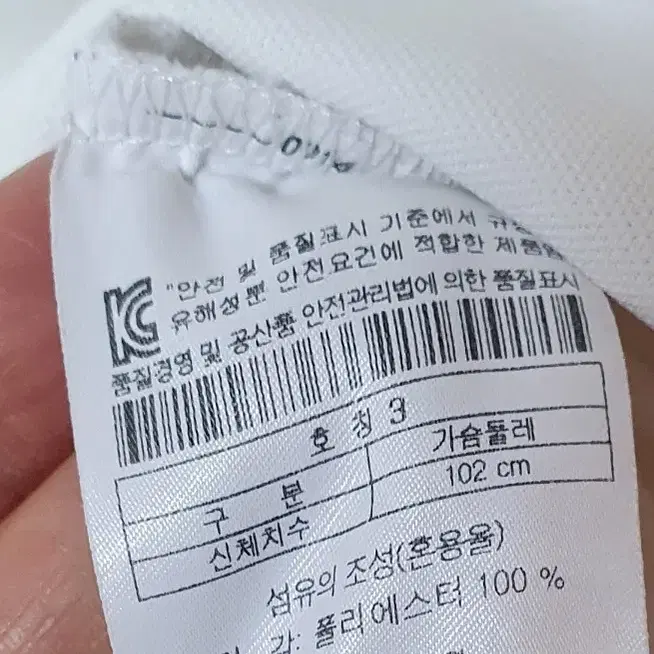 KC "안전 및 품질표시 기준에서
유해성분 안전요건에 적합한 제품
품질경영 및 공산품 안전관리법에 의한 품질표시
호칭 3
구 분 가슴둘레
신체치수 102 cm
섬유의 조성(혼용율)
감: 폴리에스터 100 %